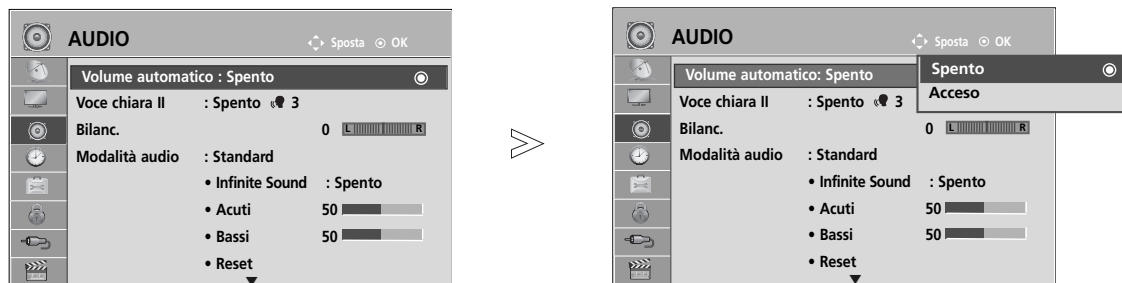 AUDIO Sposta OK
Volume automatico : Spento
Voce chiara II : Spento 3
Bilanc. 0 L R
Modalità audio : Standard
• Infinite Sound : Spento
• Acuti 50
• Bassi 50
• Reset
AUDIO Sposta OK
Volume automatico: Spento
Spento
Acceso
Voce chiara II : Spento 3
Bilanc. 0 L R
Modalità audio : Standard
• Infinite Sound : Spento
• Acuti 50
• Bassi 50
• Reset